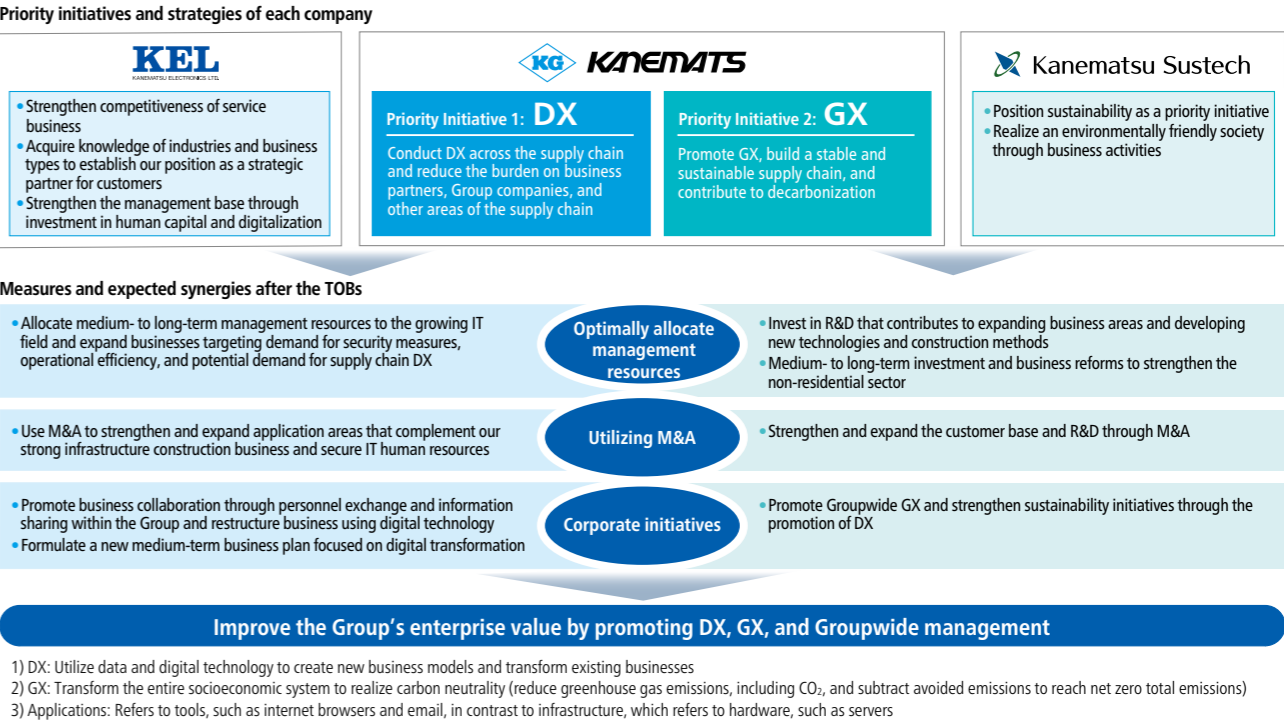 Priority initiatives and strategies of each company
KEL
KANEMATSU ELECTRONICS LTD.
• Strengthen competitiveness of service
business
• Acquire knowledge of industries and business
types to establish our position as a strategic
partner for customers
• Strengthen the management base through
investment in human capital and digitalization
KG KANEMATS
Priority Initiative 1: DX
Conduct DX across the supply chain
and reduce the burden on business
partners, Group companies, and
other areas of the supply chain
Priority Initiative 2: GX
Promote GX, build a stable and
sustainable supply chain, and
contribute to decarbonization
Kanematsu Sustech
• Position sustainability as a priority initiative
• Realize an environmentally friendly society
through business activities
Measures and expected synergies after the TOBs
• Allocate medium- to long-term management resources to the growing IT
field and expand businesses targeting demand for security measures,
operational efficiency, and potential demand for supply chain DX
Optimally allocate
management
resources
• Invest in R&D that contributes to expanding business areas and developing
new technologies and construction methods
• Medium- to long-term investment and business reforms to strengthen the
non-residential sector
• Use M&A to strengthen and expand application areas that complement our
strong infrastructure construction business and secure IT human resources
Utilizing M&A
• Strengthen and expand the customer base and R&D through M&A
• Promote business collaboration through personnel exchange and information
sharing within the Group and restructure business using digital technology
• Formulate a new medium-term business plan focused on digital transformation
Corporate initiatives
• Promote Groupwide GX and strengthen sustainability initiatives through the
promotion of DX
Improve the Group's enterprise value by promoting DX, GX, and Groupwide management
1) DX: Utilize data and digital technology to create new business models and transform existing businesses
2) GX: Transform the entire socioeconomic system to realize carbon neutrality (reduce greenhouse gas emissions, including CO₂, and subtract avoided emissions to reach net zero total emissions)
3) Applications: Refers to tools, such as internet browsers and email, in contrast to infrastructure, which refers to hardware, such as servers